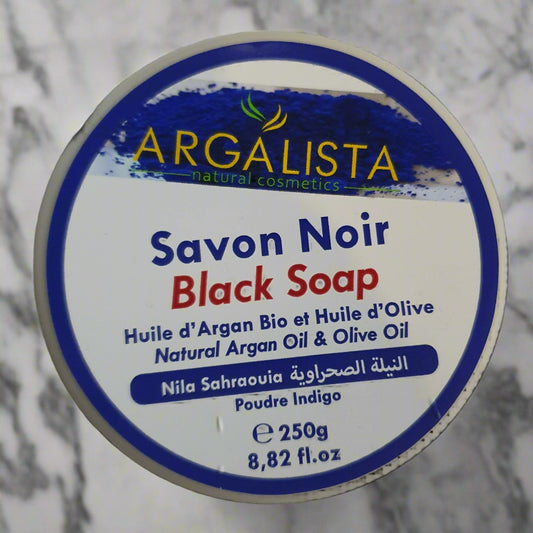 ARGALISTA
natural cosmetics
Savon Noir
Black Soap
Huile d'Argan Bio et Huile d'Olive
Natural Argan Oil & Olive Oil
Nila Sahraouia النيلة الصحراوية
Poudre Indigo
℮ 250g
8,82 fl.oz